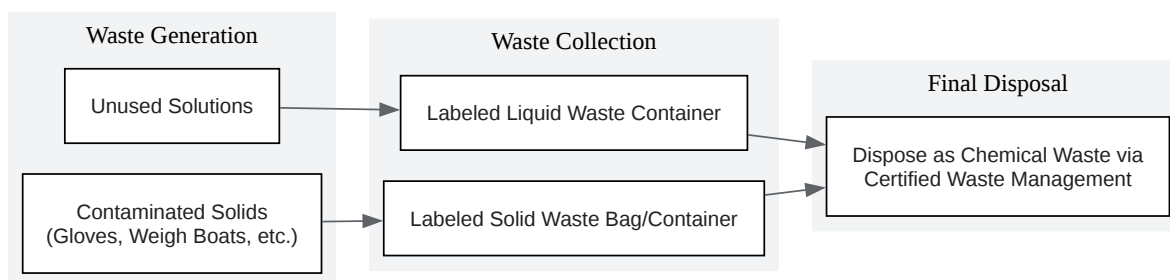 Waste Generation
Unused Solutions
Contaminated Solids
(Gloves, Weigh Boats, etc.)
Waste Collection
Labeled Liquid Waste Container
Labeled Solid Waste Bag/Container
Final Disposal
Dispose as Chemical Waste via
Certified Waste Management